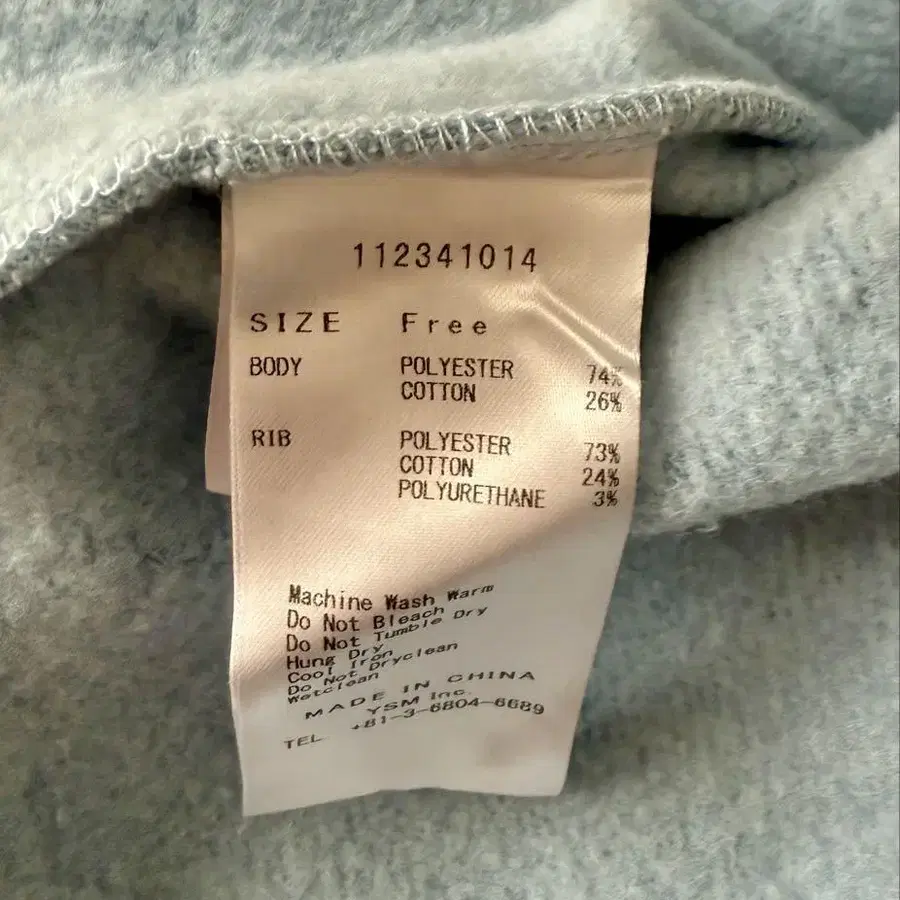 112341014
SIZE Free
BODY POLYESTER 74%
COTTON 26%
RIB POLYESTER 73%
COTTON 24%
POLYURETHANE 3%
Machine Wash Warm
Do Not Bleach
Do Not Tumble Dry
Hung Dry
Cool Iron
Do Not Dryclean
Wetclean
MADE IN CHINA
YSM Inc.
TEL +81-3-6804-6689